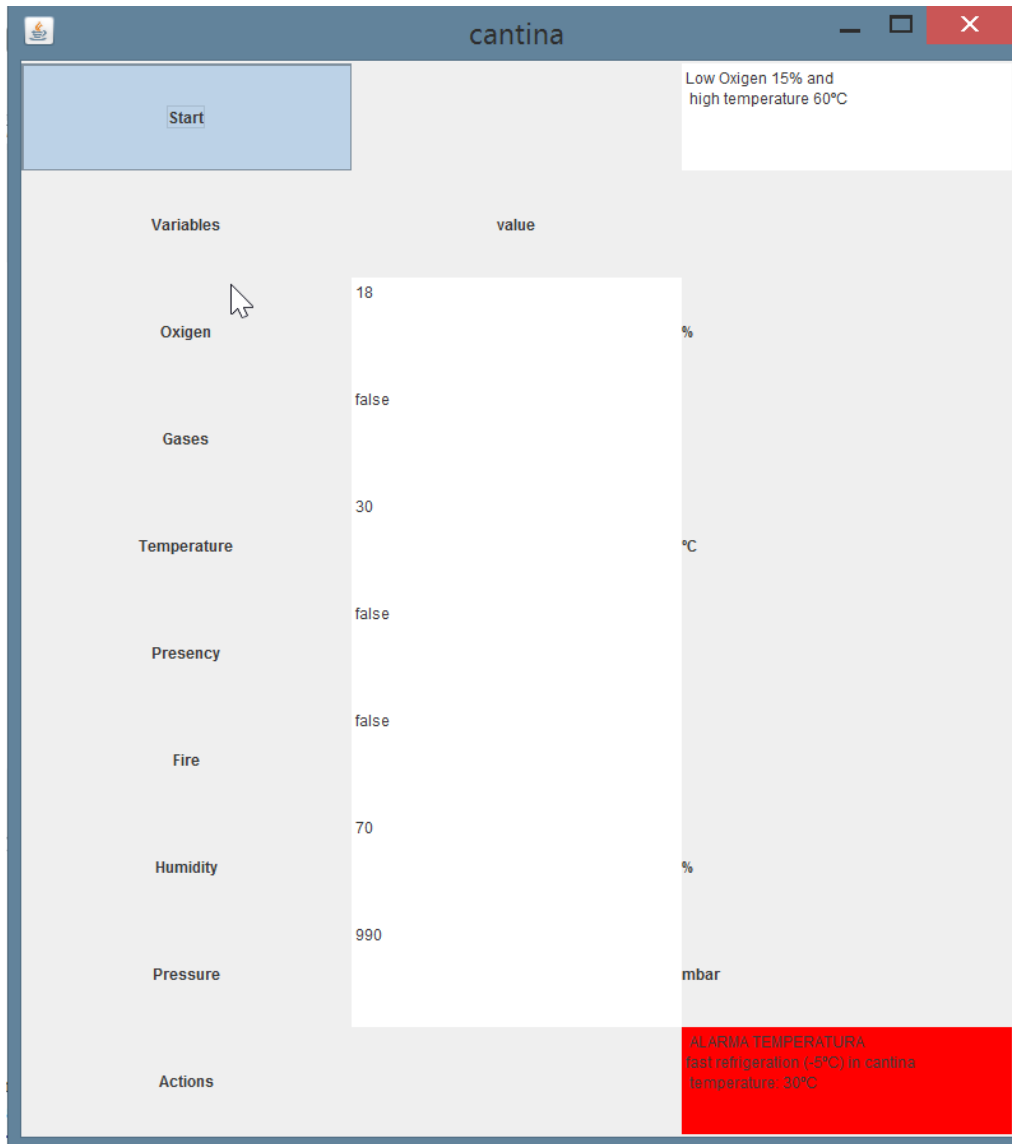 cantina
Start
Low Oxigen 15% and
high temperature 60ºC
Variables
value
Oxigen
18
%
Gases
false
Temperature
30
ºC
Presency
false
Fire
false
Humidity
70
%
Pressure
990
mbar
Actions
ALARMA TEMPERATURA
fast refrigeration (-5ºC) in cantina
temperature: 30ºC